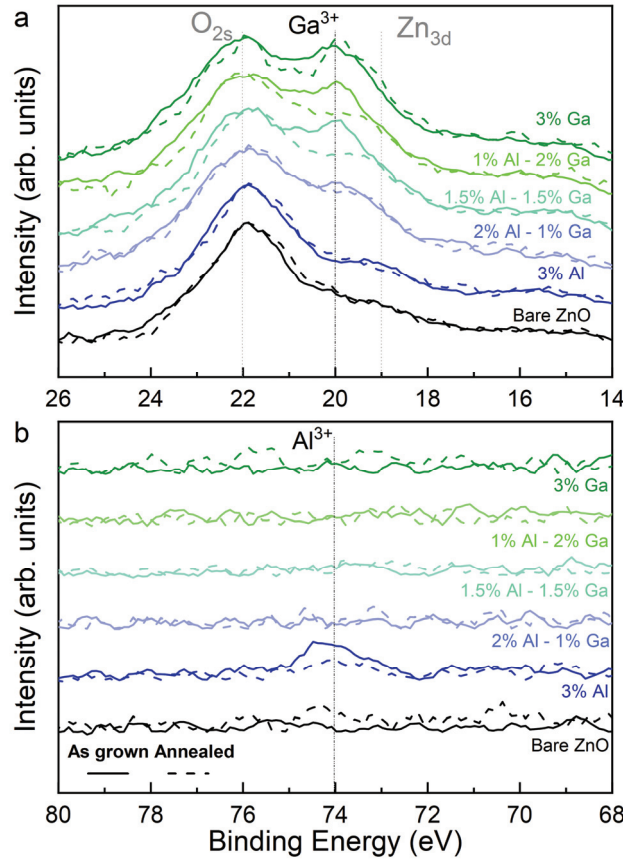 a
O2s Ga³⁺ Zn3d
Intensity (arb. units)
3% Ga
1% Al - 2% Ga
1.5% Al - 1.5% Ga
2% Al - 1% Ga
3% Al
Bare ZnO
26 24 22 20 18 16 14
b
Al³⁺
Intensity (arb. units)
3% Ga
1% Al - 2% Ga
1.5% Al - 1.5% Ga
2% Al - 1% Ga
3% Al
Bare ZnO
As grown Annealed
80 78 76 74 72 70 68
Binding Energy (eV)